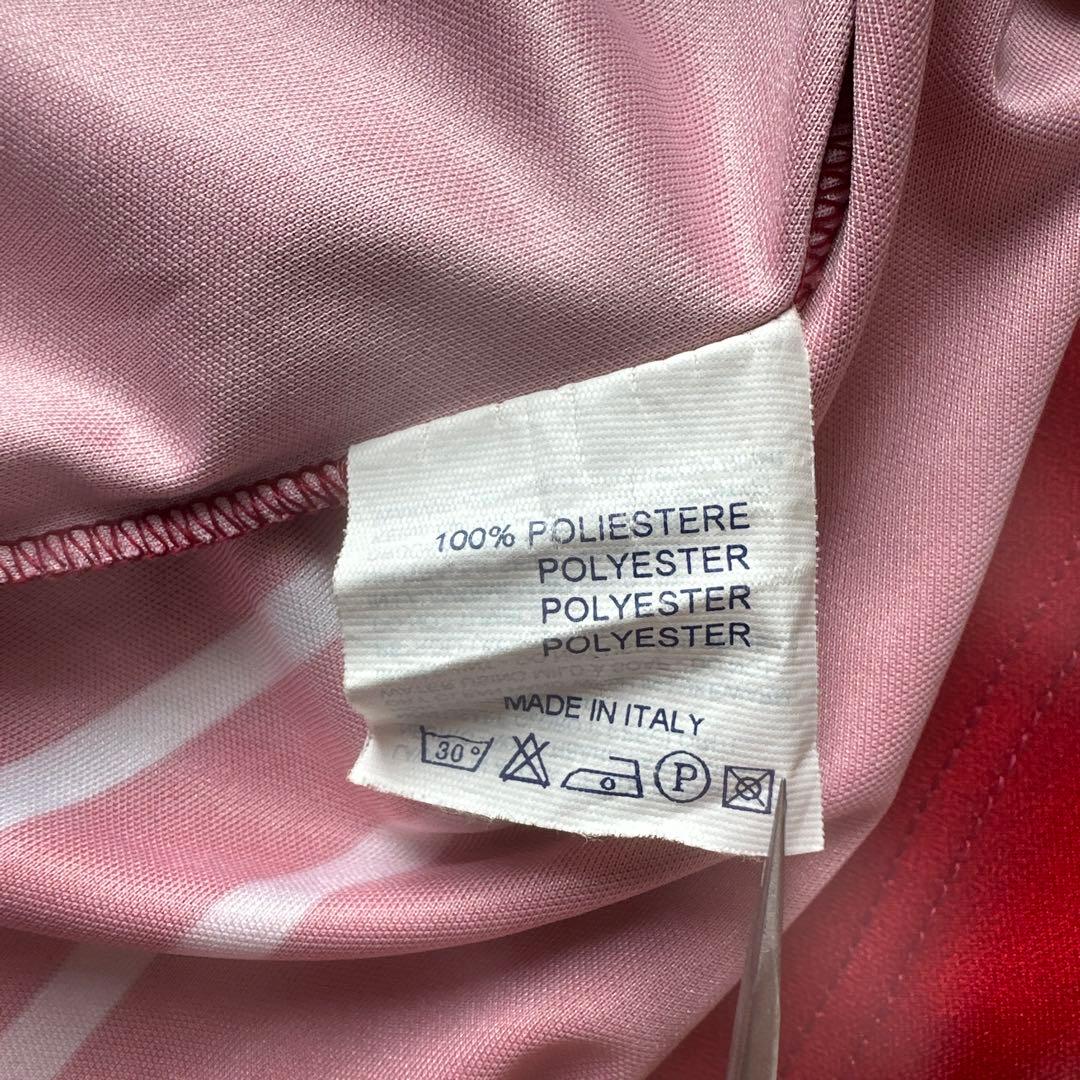 100% POLIESTERE
POLYESTER
POLYESTER
POLYESTER
MADE IN ITALY
30° P